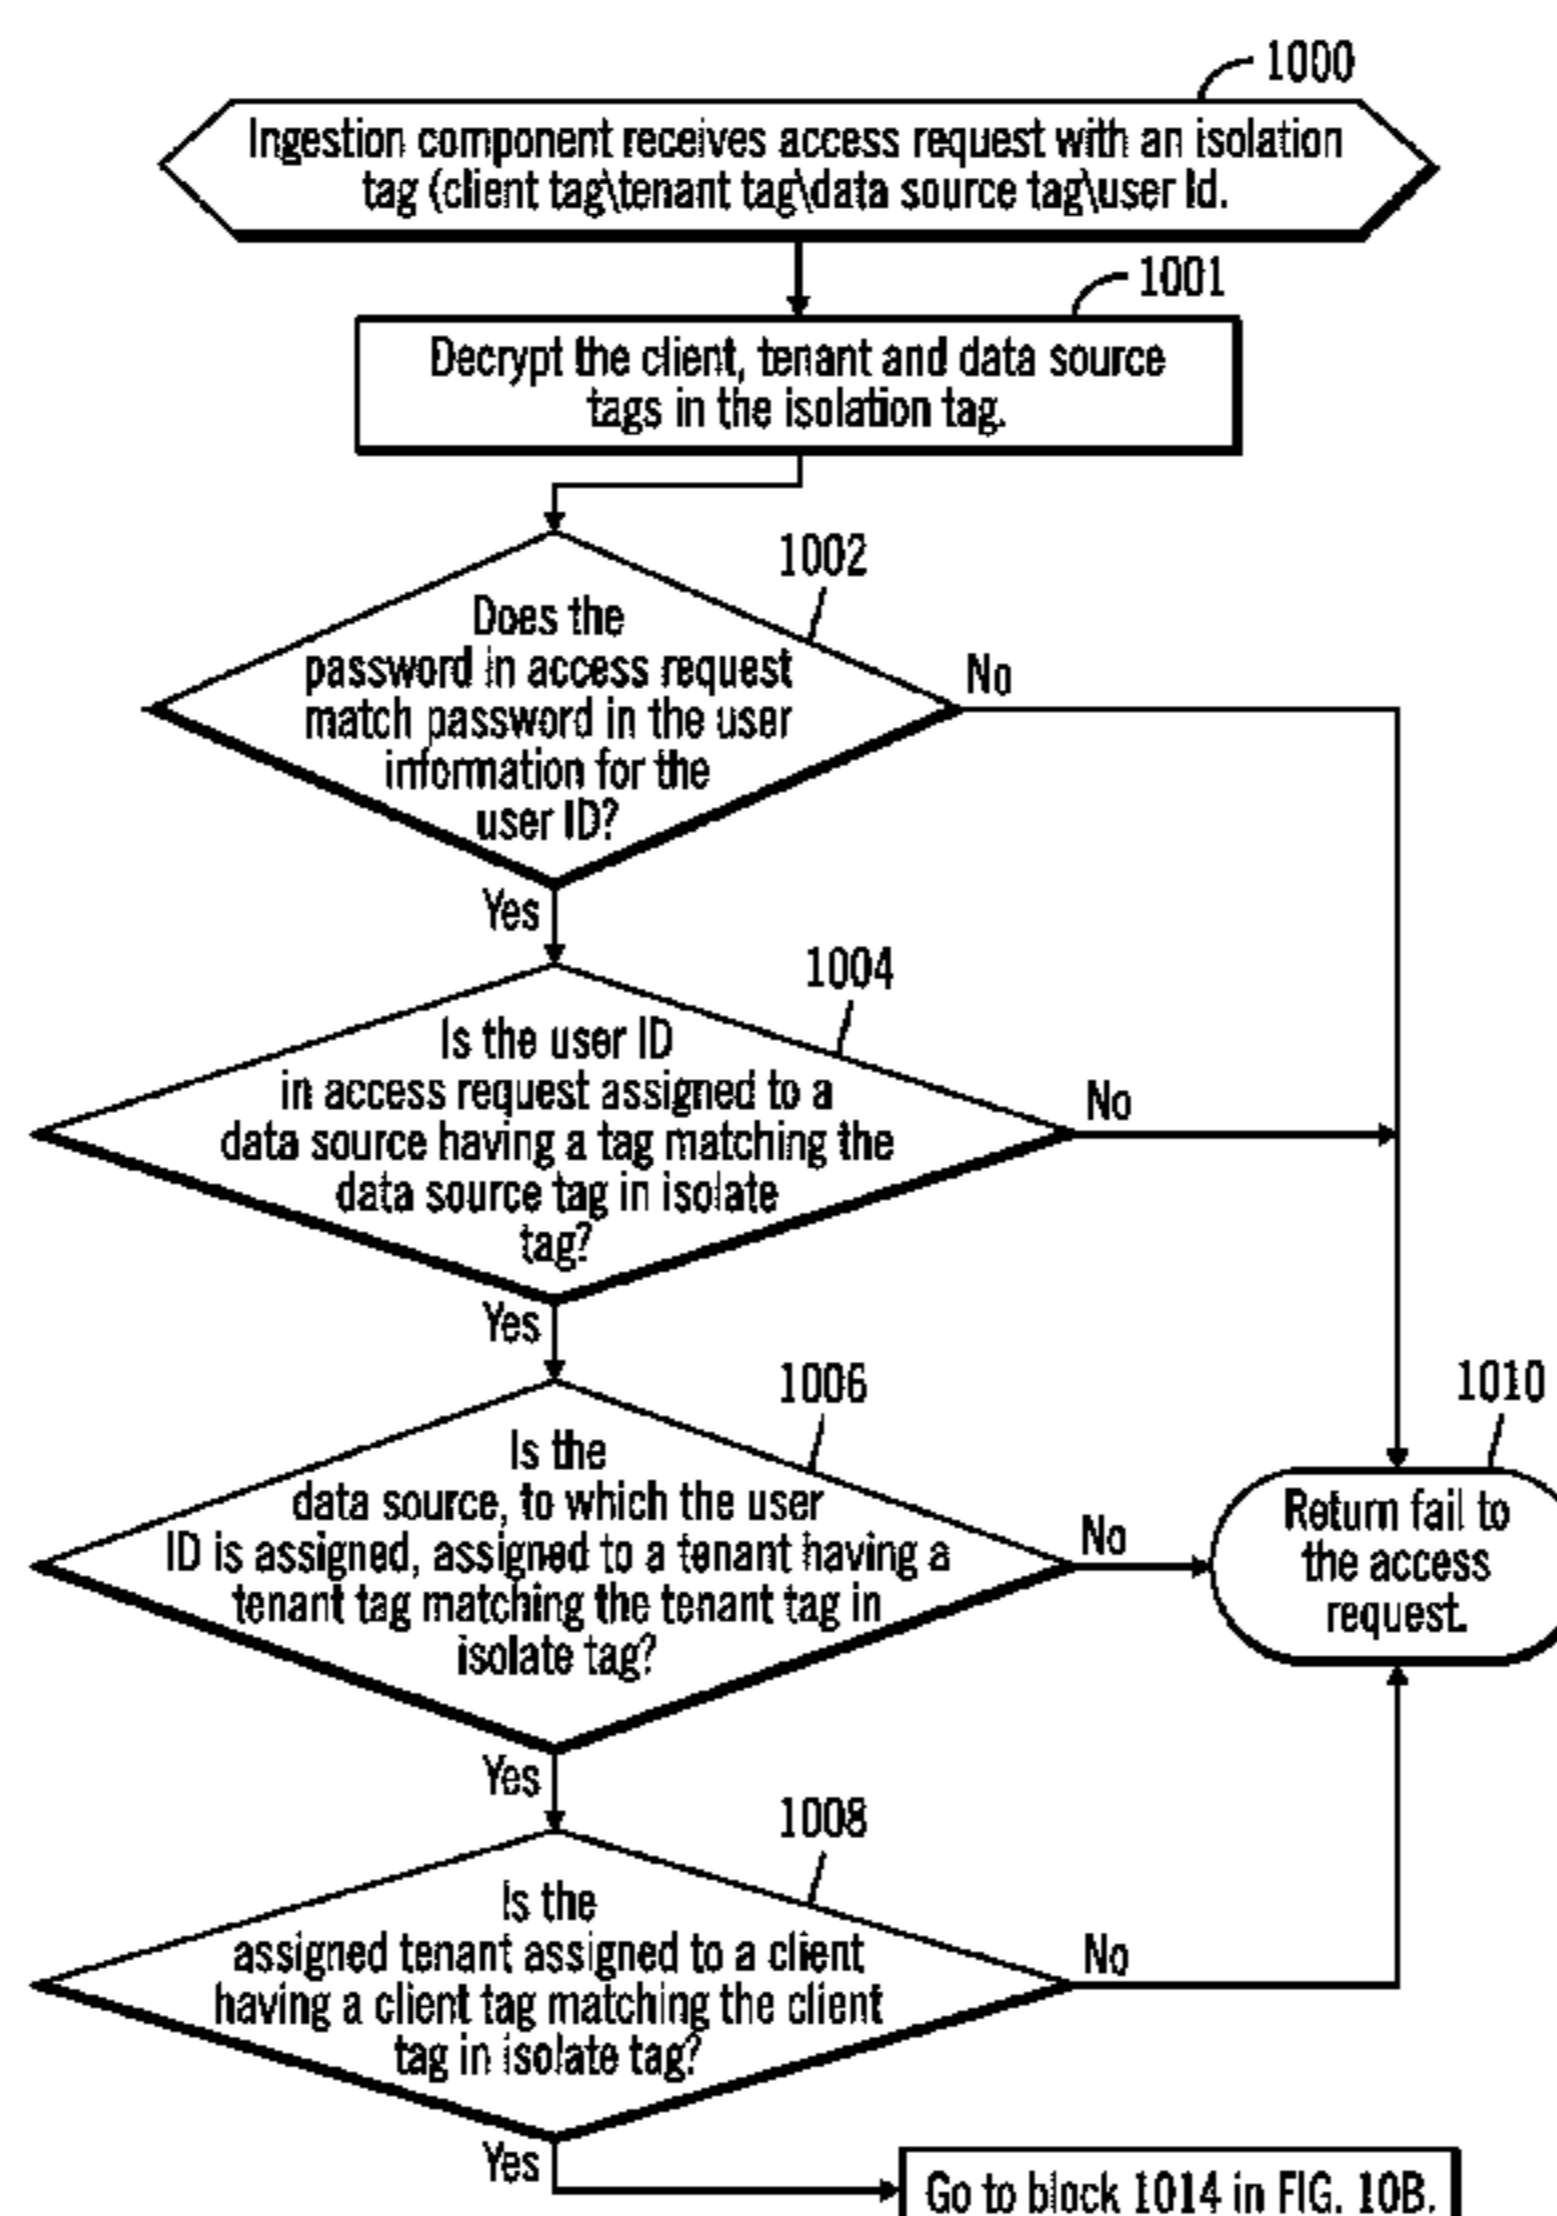 1000
Ingestion component receives access request with an isolation
tag (client tag\tenant tag\data source tag\user Id.
1001
Decrypt the client, tenant and data source
tags in the isolation tag.
1002
Does the
password in access request
match password in the user
information for the
user ID?
No
Yes
1004
Is the user ID
in access request assigned to a
data source having a tag matching the
data source tag in isolate
tag?
No
Yes
1006
Is the
data source, to which the user
ID is assigned, assigned to a tenant having a
tenant tag matching the tenant tag in
isolate tag?
No
1010
Return fail to
the access
request.
Yes
1008
Is the
assigned tenant assigned to a client
having a client tag matching the client
tag in isolate tag?
No
Yes
Go to block 1014 in FIG. 10B.